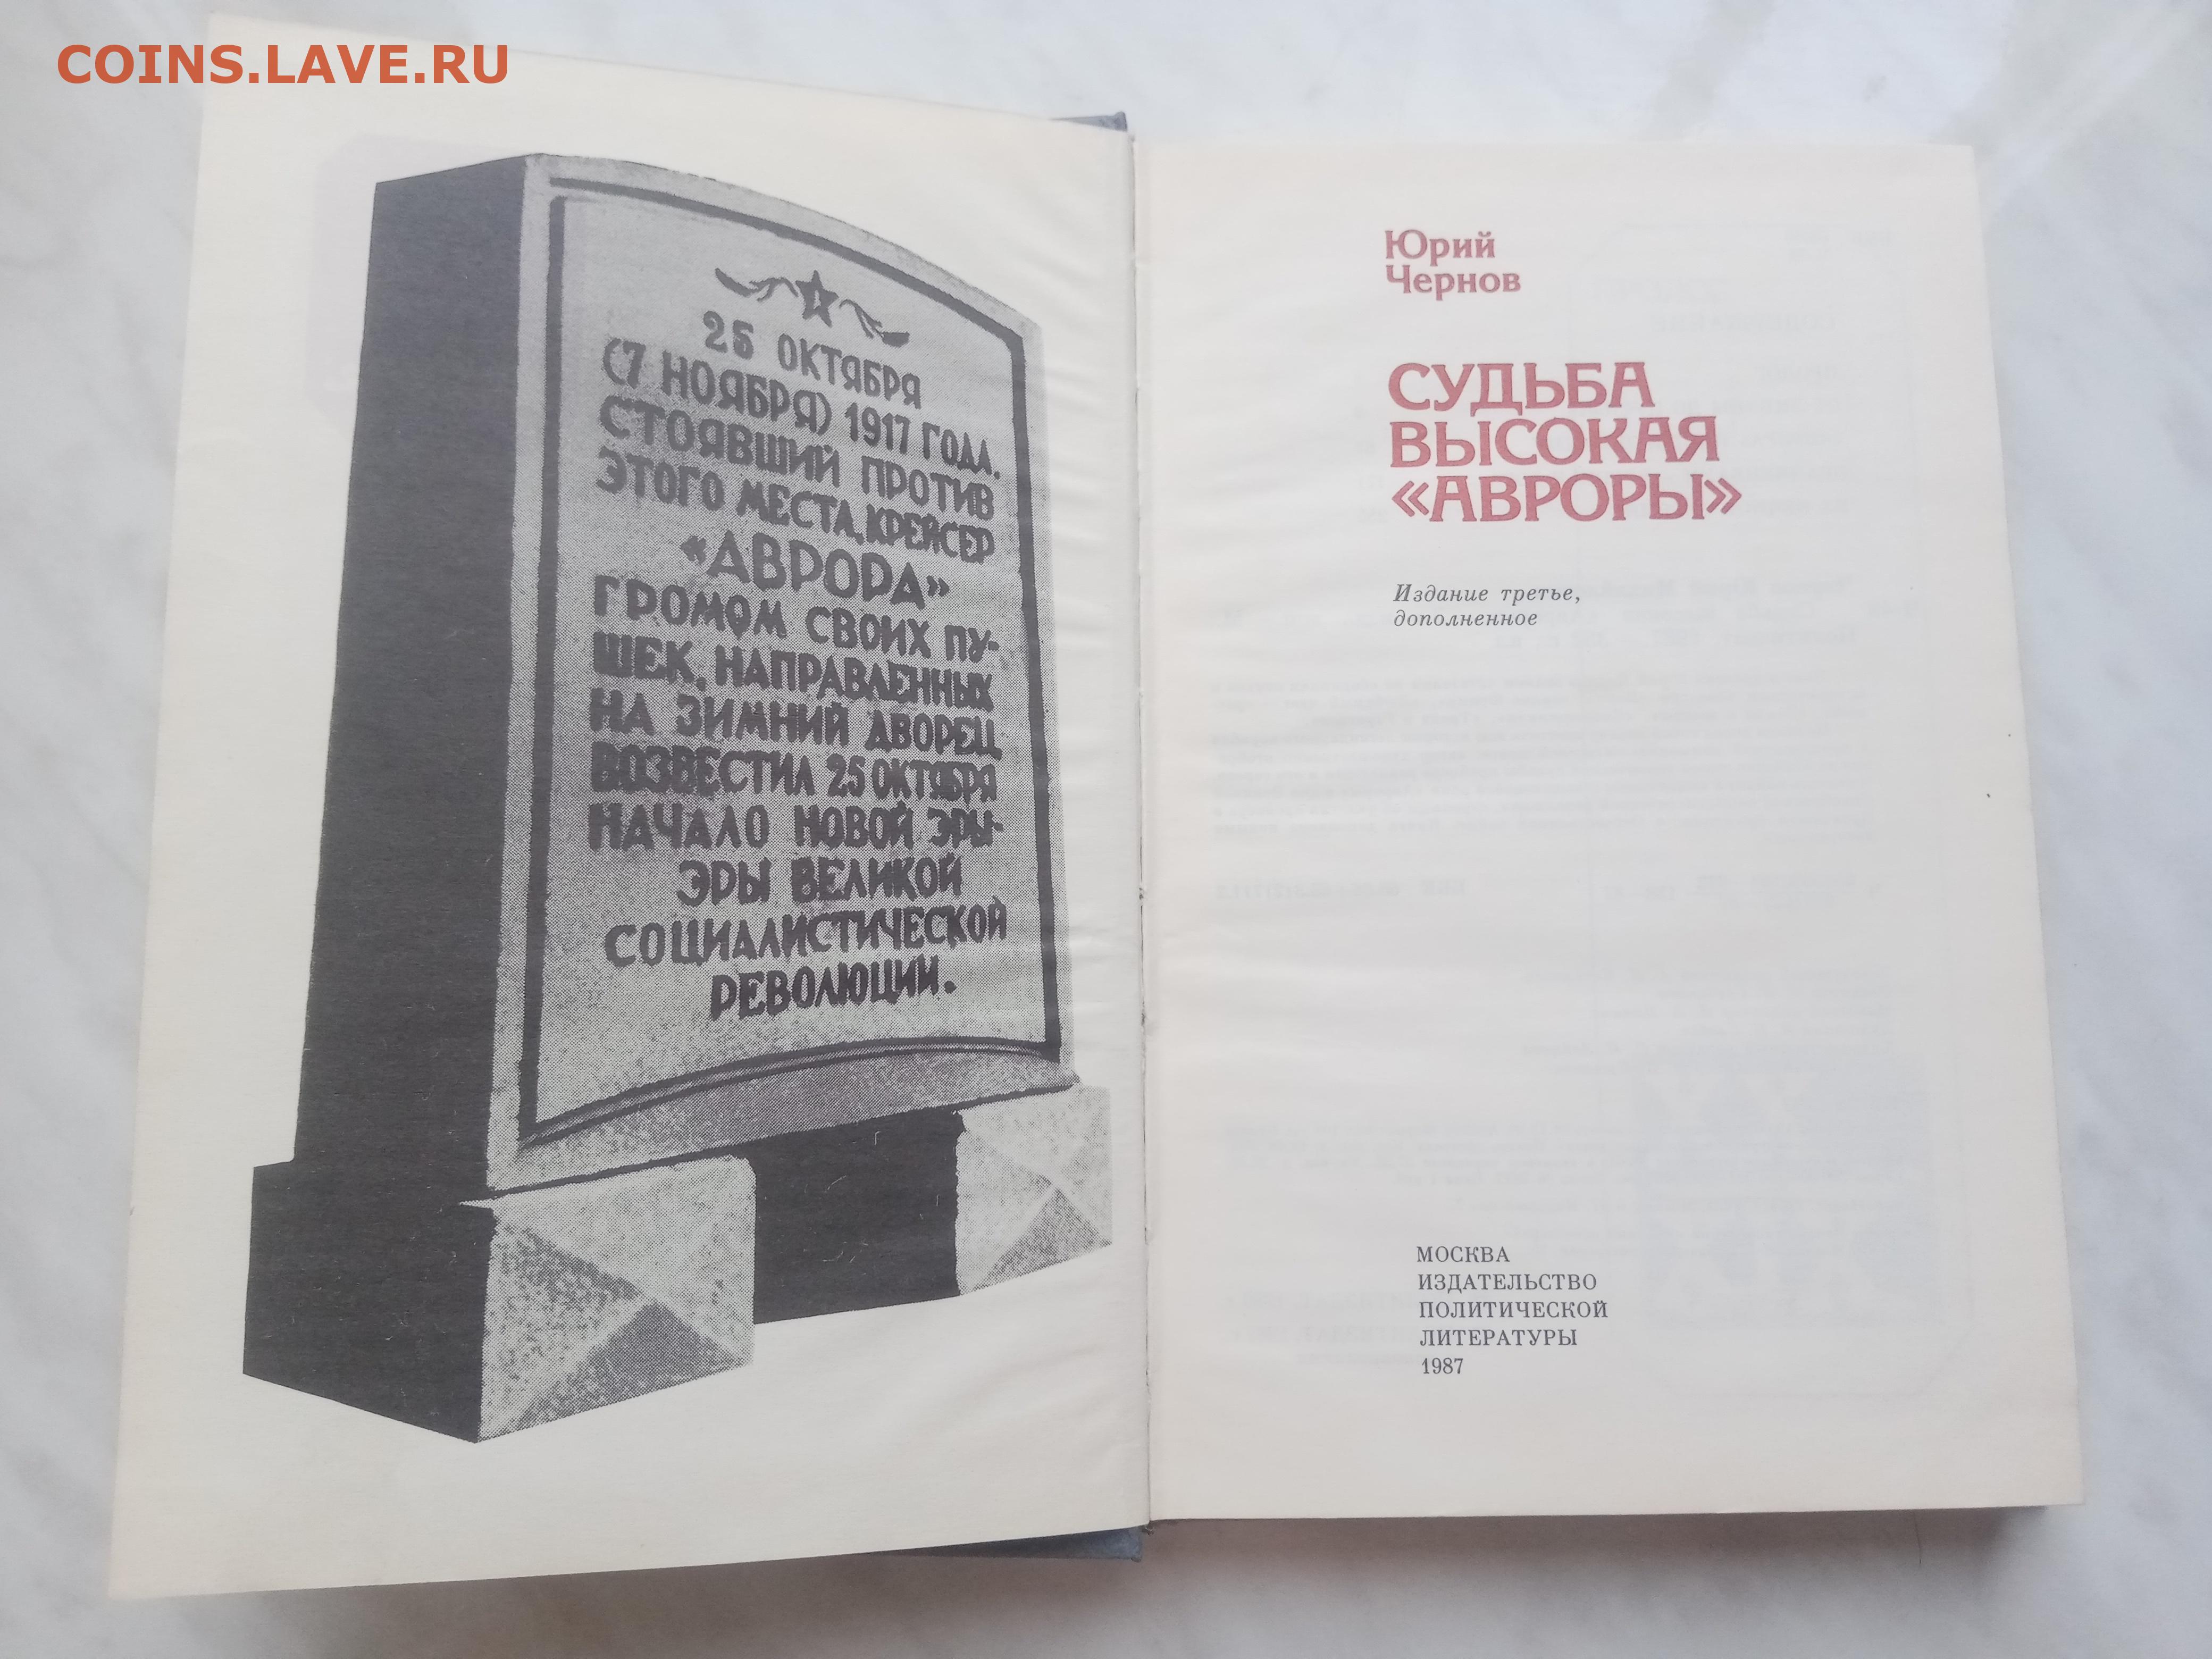 COINS.LAVE.RU
25 ОКТЯБРЯ
(7 НОЯБРЯ) 1917 ГОДА.
СТОЯВШИЙ ПРОТИВ
ЭТОГО МЕСТА, КРЕЙСЕР
«АВРОРА»
ГРОМОМ СВОИХ ПУ-
ШЕК, НАПРАВЛЕННЫХ
НА ЗИМНИЙ ДВОРЕЦ
ВОЗВЕСТИЛ 25 ОКТЯБРЯ
НАЧАЛО НОВОЙ ЭРЫ-
ЭРЫ ВЕЛИКОЙ
СОЦИАЛИСТИЧЕСКОЙ
РЕВОЛЮЦИИ.
Юрий
Чернов
СУДЬБА
ВЫСОКАЯ
«АВРОРЫ»
Издание третье,
дополненное
МОСКВА
ИЗДАТЕЛЬСТВО
ПОЛИТИЧЕСКОЙ
ЛИТЕРАТУРЫ
1987